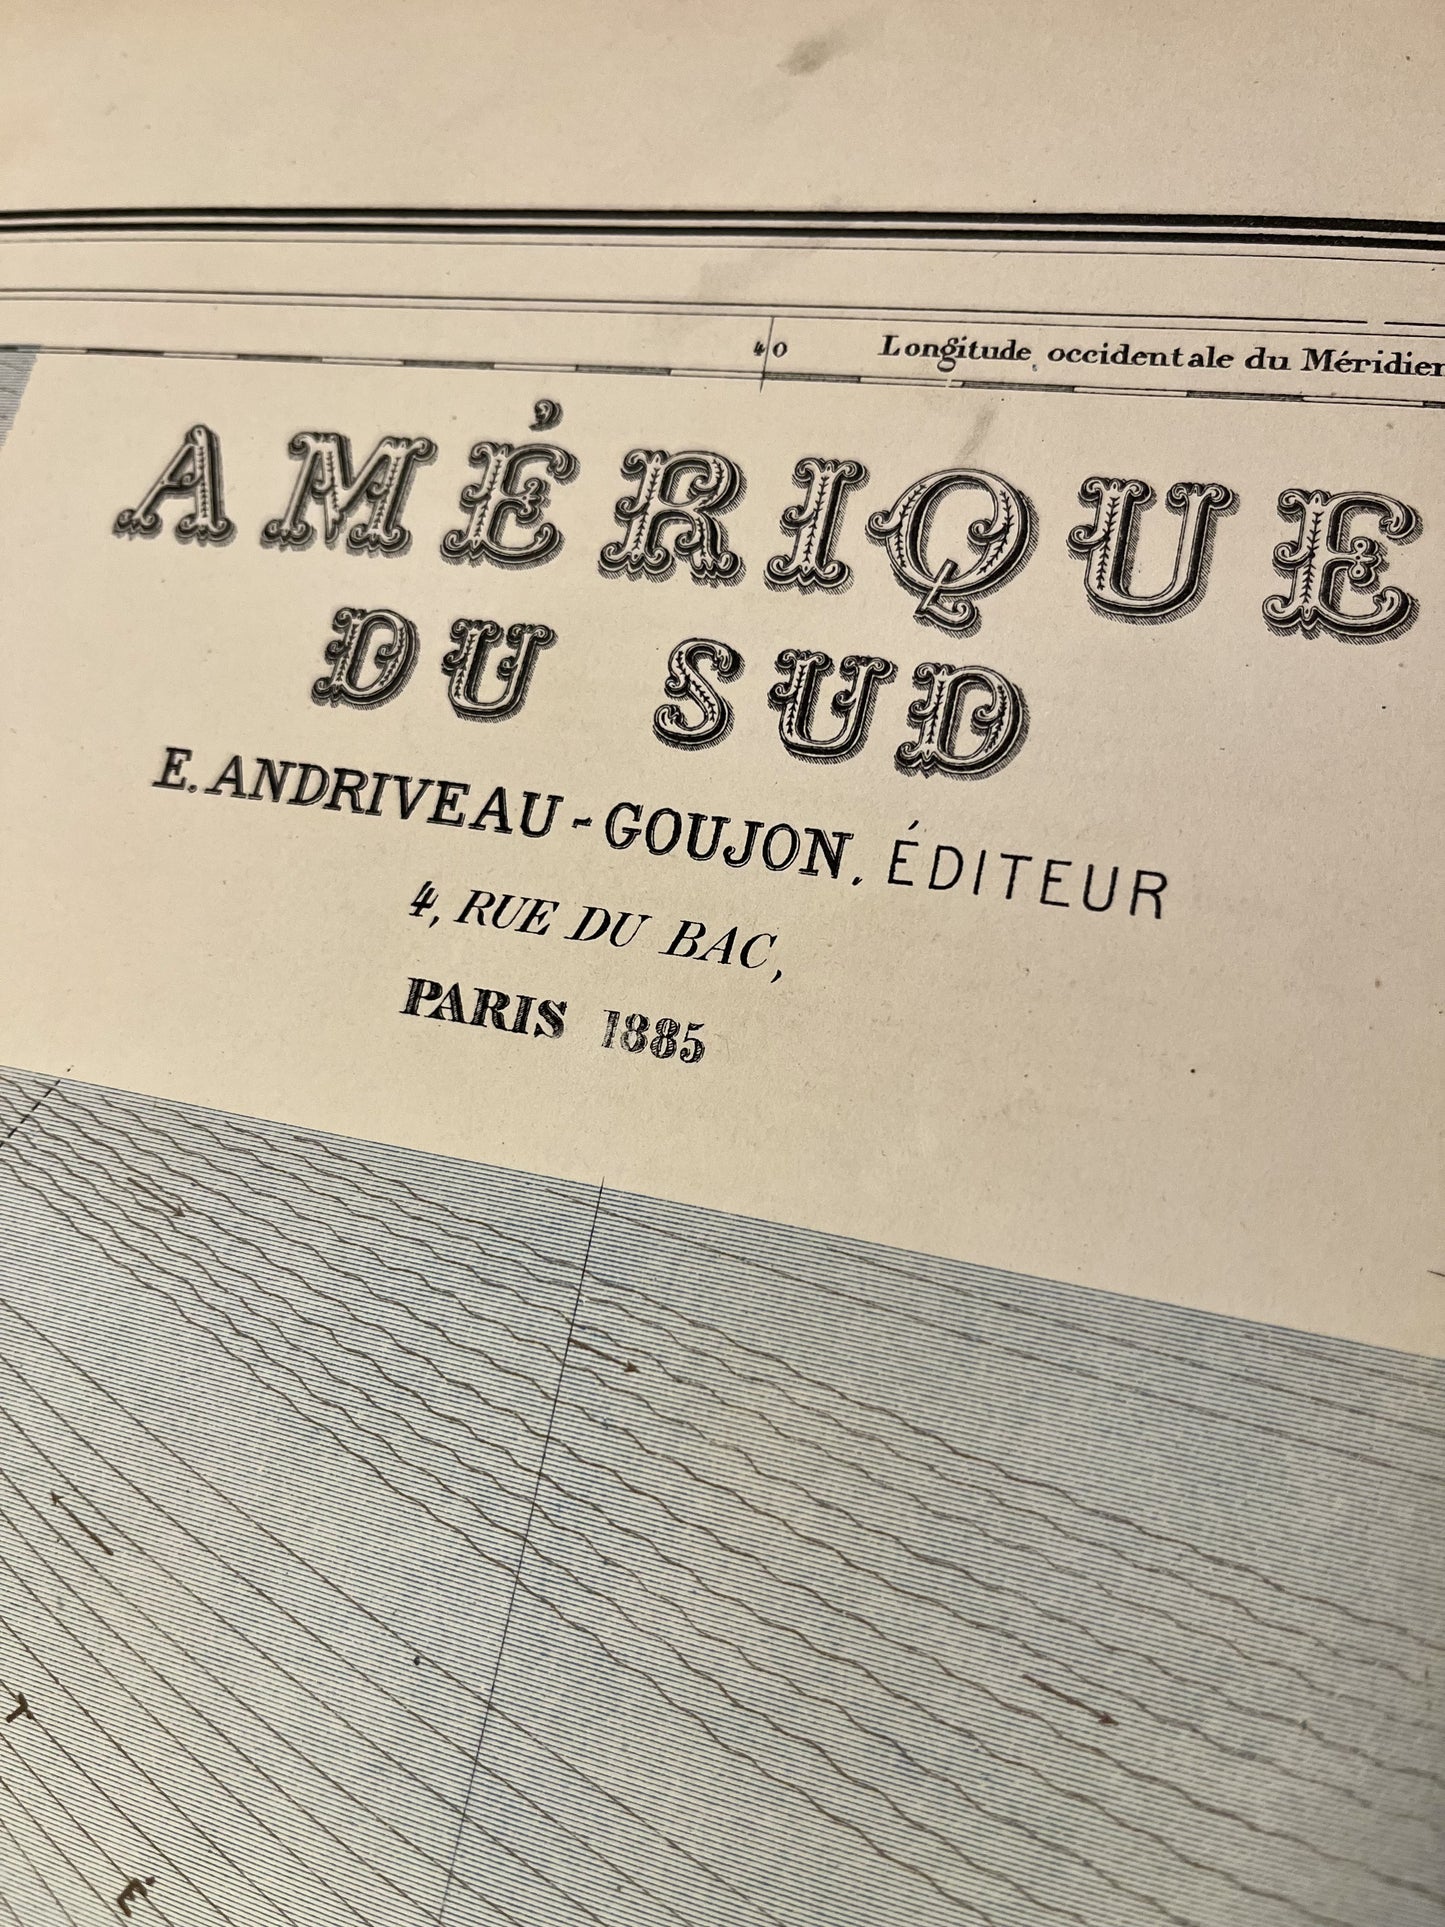 40 Longitude occidentale du Méridien
AMÉRIQUE
DU SUD
E. ANDRIVEAU-GOUJON, ÉDITEUR
4, RUE DU BAC,
PARIS 1885
T
É